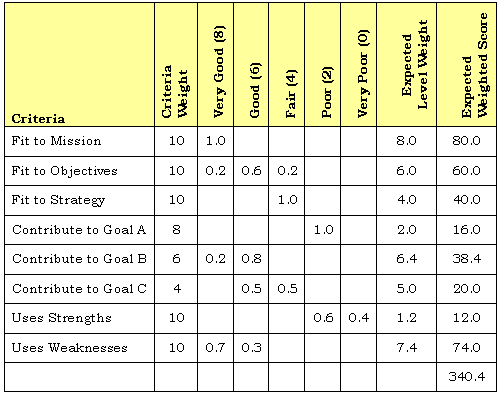 Criteria Criteria Weight Very Good (8) Good (6) Fair (4) Poor (2) Very Poor (0) Expected Level Weight Expected Weighted Score
Fit to Mission 10 1.0 8.0 80.0
Fit to Objectives 10 0.2 0.6 0.2 6.0 60.0
Fit to Strategy 10 1.0 4.0 40.0
Contribute to Goal A 8 1.0 2.0 16.0
Contribute to Goal B 6 0.2 0.8 6.4 38.4
Contribute to Goal C 4 0.5 0.5 5.0 20.0
Uses Strengths 10 0.6 0.4 1.2 12.0
Uses Weaknesses 10 0.7 0.3 7.4 74.0
340.4